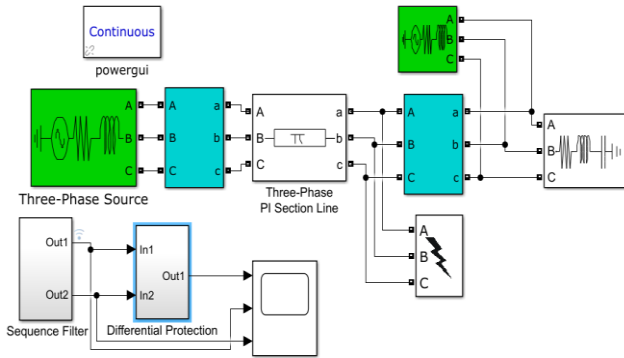 Continuous
powergui
A
B
C
A
B
C
a
b
c
A
B
C
π
a
b
c
A
B
C
a
b
c
A
B
C
A
B
C
Three-Phase Source
Three-Phase
PI Section Line
A
B
C
Out1
Out2
Sequence Filter
In1
In2
Out1
Differential Protection